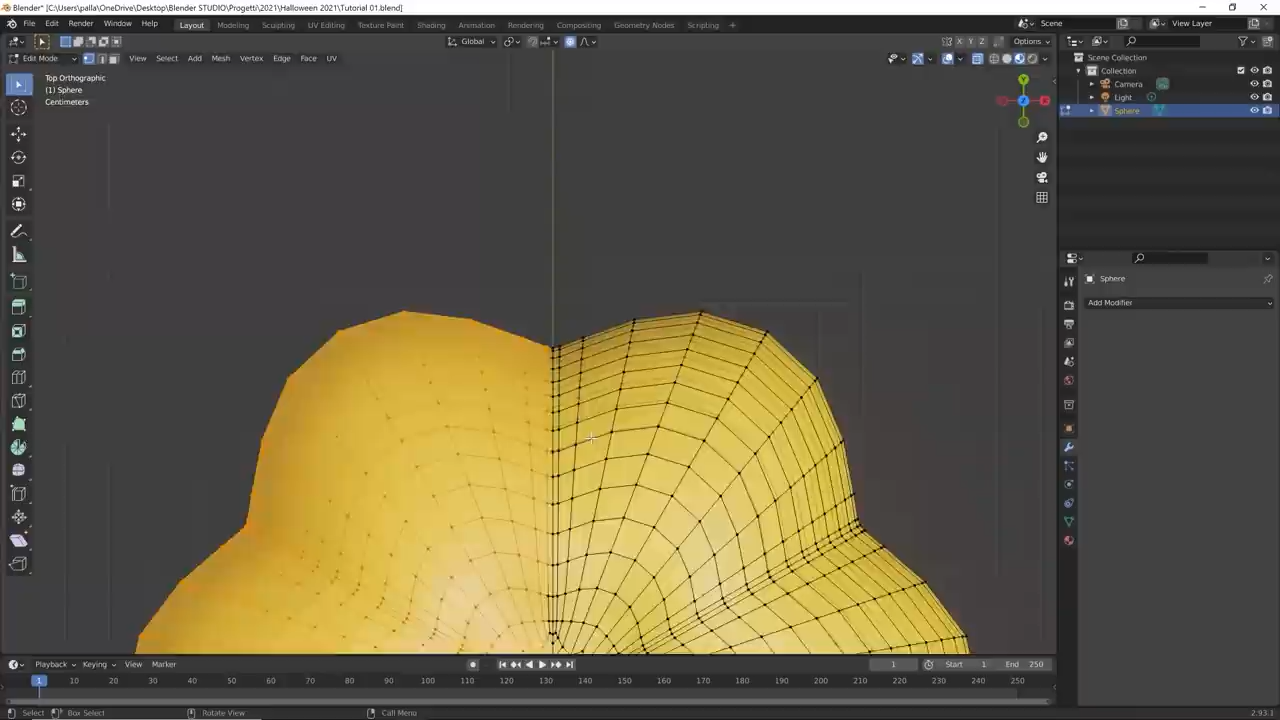 Blender* [C:\Users\palla\OneDrive\Desktop\Blender STUDIO\Progetti\2021\Halloween 2021\Tutorial 01.blend]
File Edit Render Window Help Layout Modeling Sculpting UV Editing Texture Paint Shading Animation Rendering Compositing Geometry Nodes Scripting + Scene View Layer
Global X Y Z Options
Edit Mode View Select Add Mesh Vertex Edge Face UV
Scene Collection
Collection
Camera
Light
Sphere
Top Orthographic
(1) Sphere
Centimeters
Y
Z
X
Sphere
Add Modifier
Playback Keying View Marker 1 Start 1 End 250
1 10 20 30 40 50 60 70 80 90 100 110 120 130 140 150 160 170 180 190 200 210 220 230 240 250
Select Box Select Rotate View Call Menu 2.93.1